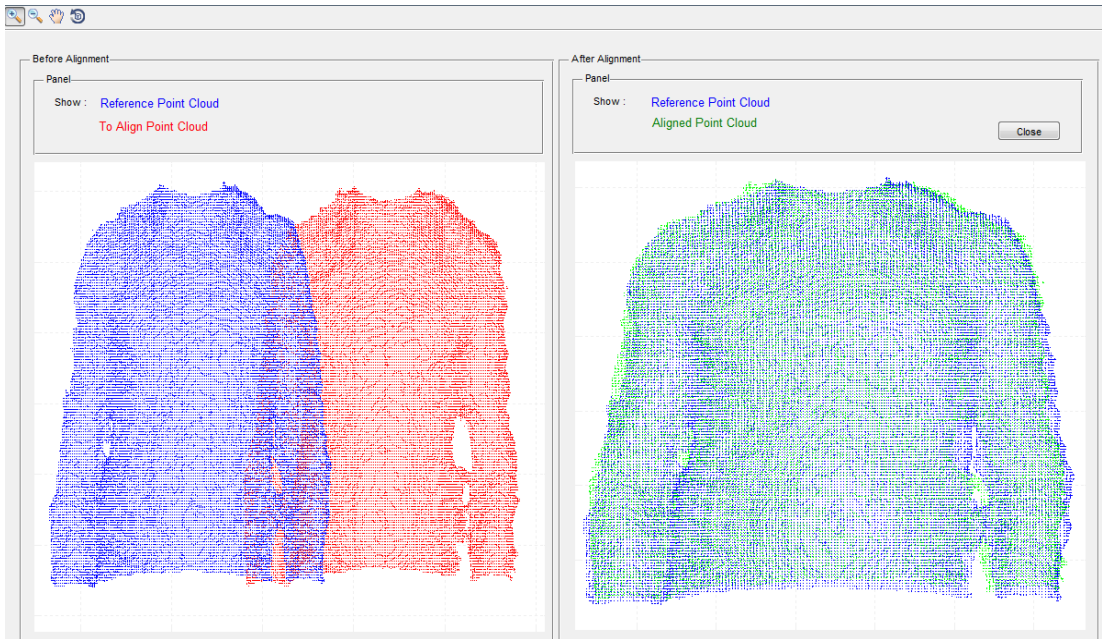 Before Alignment
Panel
Show : Reference Point Cloud
To Align Point Cloud
After Alignment
Panel
Show : Reference Point Cloud
Aligned Point Cloud
Close